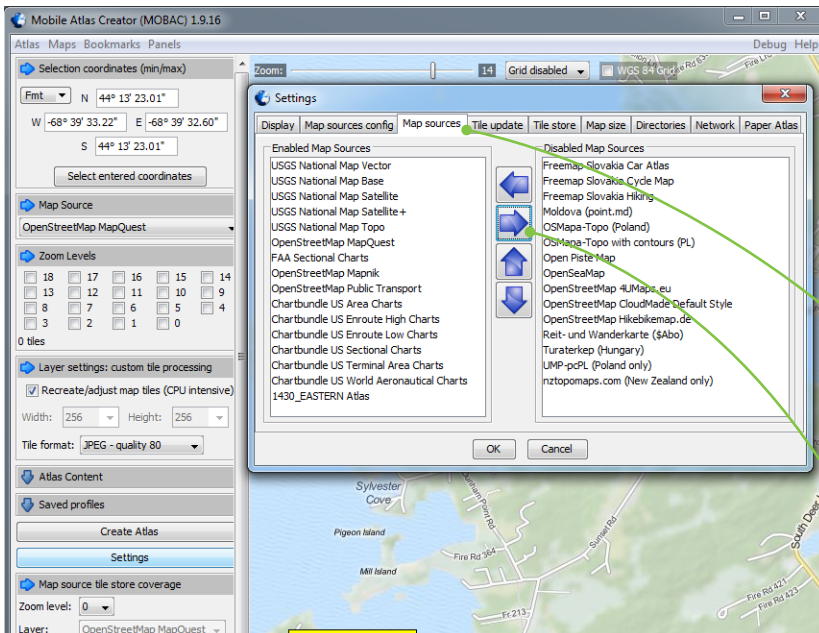 Mobile Atlas Creator (MOBAC) 1.9.16
Atlas Maps Bookmarks Panels Debug Help
Selection coordinates (min/max)
Fmt N 44° 13' 23.01"
W -68° 39' 33.22" E -68° 39' 32.60"
S 44° 13' 23.01"
Select entered coordinates
Map Source
OpenStreetMap MapQuest
Zoom Levels
18 17 16 15 14
13 12 11 10 9
8 7 6 5 4
3 2 1 0
0 tiles
Layer settings: custom tile processing
Recreate/adjust map tiles (CPU intensive)
Width: 256 Height: 256
Tile format: JPEG - quality 80
Atlas Content
Saved profiles
Create Atlas
Settings
Map source tile store coverage
Zoom level: 0
Layer: OpenStreetMap MapQuest
Zoom: 14 Grid disabled WGS 84 Grid
Settings
Display Map sources config Map sources Tile update Tile store Map size Directories Network Paper Atlas
Enabled Map Sources
USGS National Map Vector
USGS National Map Base
USGS National Map Satellite
USGS National Map Satellite+
USGS National Map Topo
OpenStreetMap MapQuest
FAA Sectional Charts
OpenStreetMap Mapnik
OpenStreetMap Public Transport
Chartbundle US Area Charts
Chartbundle US Enroute High Charts
Chartbundle US Enroute Low Charts
Chartbundle US Sectional Charts
Chartbundle US Terminal Area Charts
Chartbundle US World Aeronautical Charts
1430_EASTERN Atlas
Disabled Map Sources
Freemap Slovakia Car Atlas
Freemap Slovakia Cycle Map
Freemap Slovakia Hiking
Moldova (point.md)
OSMapa-Topo (Poland)
OSMapa-Topo with contours (PL)
Open Piste Map
OpenSeaMap
OpenStreetMap 4UMaps.eu
OpenStreetMap CloudMade Default Style
OpenStreetMap Hikebikemap.de
Reit- und Wanderkarte ($Abo)
Turaterkep (Hungary)
UMP-pcPL (Poland only)
nztopomaps.com (New Zealand only)
OK Cancel
Sylvester
Cove
Dunham Point Rd
Pigeon Island
Sunset Rd
South Deer
Fire Rd 364
Mill Island
Fire Rd 421
Fire Rd 423
Fr 213